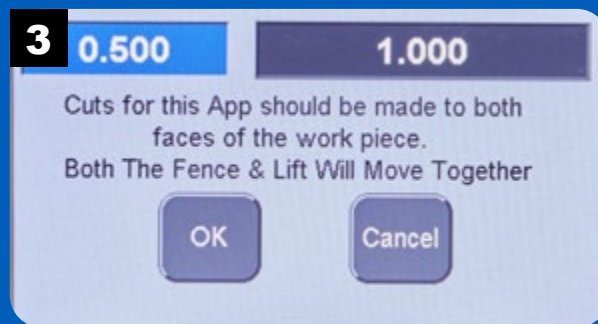 3
0.500 1.000
Cuts for this App should be made to both
faces of the work piece.
Both The Fence & Lift Will Move Together
OK Cancel